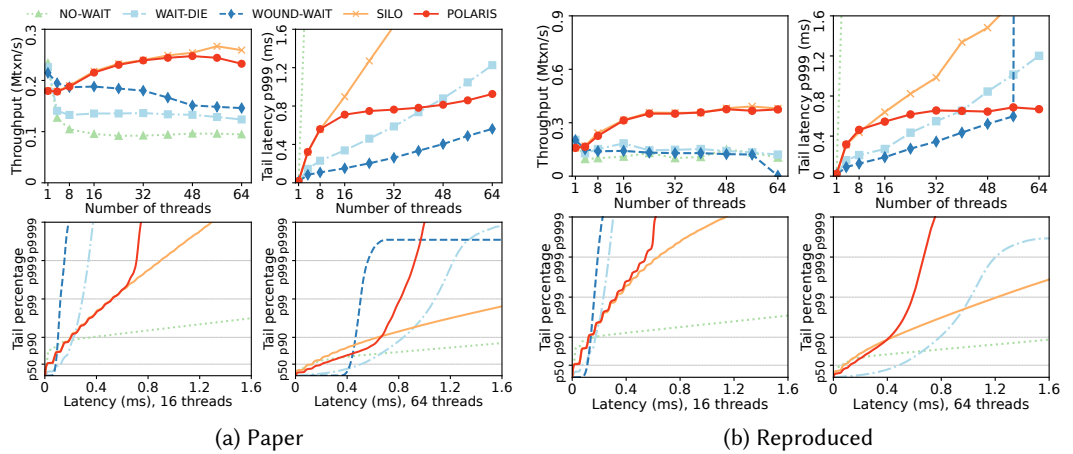 NO-WAIT WAIT-DIE WOUND-WAIT SILO POLARIS
Throughput (Mtxn/s)
0.3
0.2
0.1
0
1 8 16 32 48 64
Number of threads
Tail latency p999 (ms)
1.6
1.2
0.8
0.4
0
1 8 16 32 48 64
Number of threads
Tail percentage
p9999
p999
p99
p90
p50
0 0.4 0.8 1.2 1.6
Latency (ms), 16 threads
Tail percentage
p9999
p999
p99
p90
p50
0 0.4 0.8 1.2 1.6
Latency (ms), 64 threads
(a) Paper
Throughput (Mtxn/s)
0.9
0.6
0.3
0
1 8 16 32 48 64
Number of threads
Tail latency p999 (ms)
1.6
1.2
0.8
0.4
0
1 8 16 32 48 64
Number of threads
Tail percentage
p9999
p999
p99
p90
p50
0 0.4 0.8 1.2 1.6
Latency (ms), 16 threads
Tail percentage
p9999
p999
p99
p90
p50
0 0.4 0.8 1.2 1.6
Latency (ms), 64 threads
(b) Reproduced